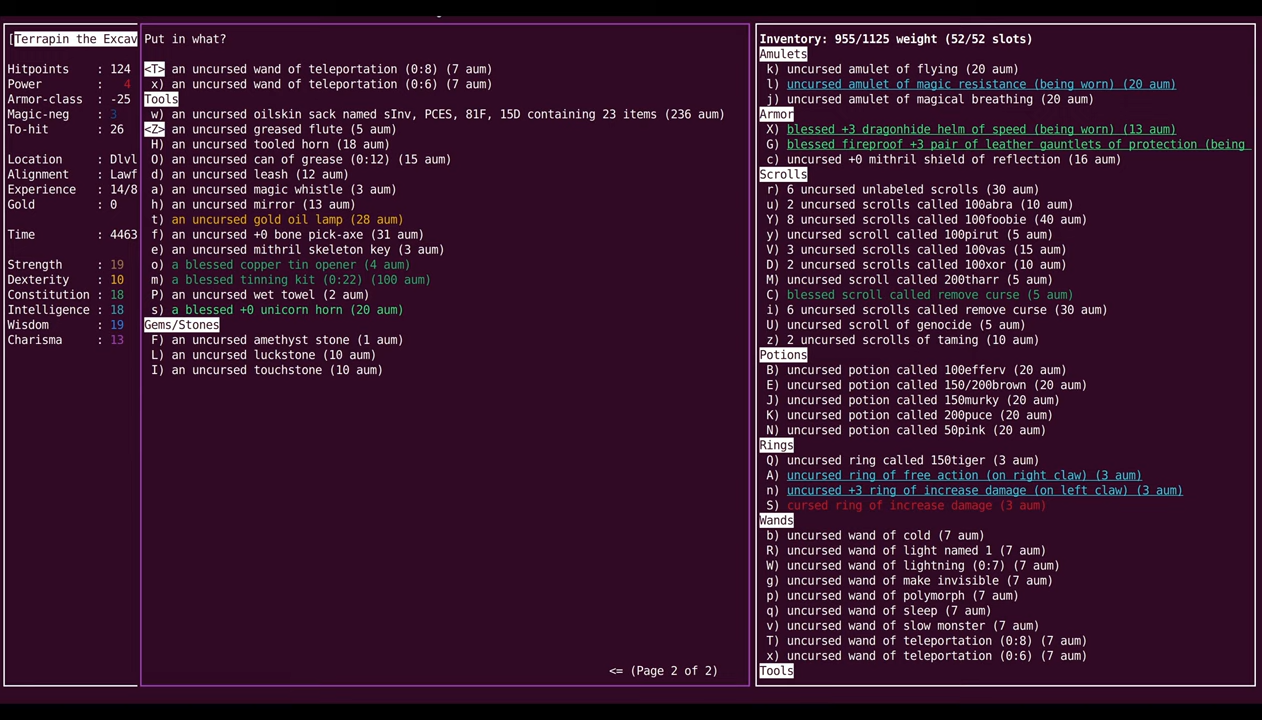 [Terrapin the Excav
Hitpoints : 124
Power : 4
Armor-class : -25
Magic-neg : 3
To-hit : 26
Location : Dlvl
Alignment : Lawf
Experience : 14/8
Gold : 0
Time : 4463
Strength : 19
Dexterity : 10
Constitution : 18
Intelligence : 18
Wisdom : 19
Charisma : 13
Put in what?
<T> an uncursed wand of teleportation (0:8) (7 aum)
x) an uncursed wand of teleportation (0:6) (7 aum)
Tools
w) an uncursed oilskin sack named sInv, PCES, 81F, 15D containing 23 items (236 aum)
<Z> an uncursed greased flute (5 aum)
H) an uncursed tooled horn (18 aum)
O) an uncursed can of grease (0:12) (15 aum)
d) an uncursed leash (12 aum)
a) an uncursed magic whistle (3 aum)
h) an uncursed mirror (13 aum)
t) an uncursed gold oil lamp (28 aum)
f) an uncursed +0 bone pick-axe (31 aum)
e) an uncursed mithril skeleton key (3 aum)
o) a blessed copper tin opener (4 aum)
m) a blessed tinning kit (0:22) (100 aum)
P) an uncursed wet towel (2 aum)
s) a blessed +0 unicorn horn (20 aum)
Gems/Stones
F) an uncursed amethyst stone (1 aum)
L) an uncursed luckstone (10 aum)
I) an uncursed touchstone (10 aum)
<= (Page 2 of 2)
Inventory: 955/1125 weight (52/52 slots)
Amulets
k) uncursed amulet of flying (20 aum)
l) uncursed amulet of magic resistance (being worn) (20 aum)
j) uncursed amulet of magical breathing (20 aum)
Armor
X) blessed +3 dragonhide helm of speed (being worn) (13 aum)
G) blessed fireproof +3 pair of leather gauntlets of protection (being
c) uncursed +0 mithril shield of reflection (16 aum)
Scrolls
r) 6 uncursed unlabeled scrolls (30 aum)
u) 2 uncursed scrolls called 100abra (10 aum)
Y) 8 uncursed scrolls called 100foobie (40 aum)
y) uncursed scroll called 100pirut (5 aum)
V) 3 uncursed scrolls called 100vas (15 aum)
D) 2 uncursed scrolls called 100xor (10 aum)
M) uncursed scroll called 200tharr (5 aum)
C) blessed scroll called remove curse (5 aum)
i) 6 uncursed scrolls called remove curse (30 aum)
U) uncursed scroll of genocide (5 aum)
z) 2 uncursed scrolls of taming (10 aum)
Potions
B) uncursed potion called 100efferv (20 aum)
E) uncursed potion called 150/200brown (20 aum)
J) uncursed potion called 150murky (20 aum)
K) uncursed potion called 200puce (20 aum)
N) uncursed potion called 50pink (20 aum)
Rings
Q) uncursed ring called 150tiger (3 aum)
A) uncursed ring of free action (on right claw) (3 aum)
n) uncursed +3 ring of increase damage (on left claw) (3 aum)
S) cursed ring of increase damage (3 aum)
Wands
b) uncursed wand of cold (7 aum)
R) uncursed wand of light named 1 (7 aum)
W) uncursed wand of lightning (0:7) (7 aum)
g) uncursed wand of make invisible (7 aum)
p) uncursed wand of polymorph (7 aum)
q) uncursed wand of sleep (7 aum)
v) uncursed wand of slow monster (7 aum)
T) uncursed wand of teleportation (0:8) (7 aum)
x) uncursed wand of teleportation (0:6) (7 aum)
Tools